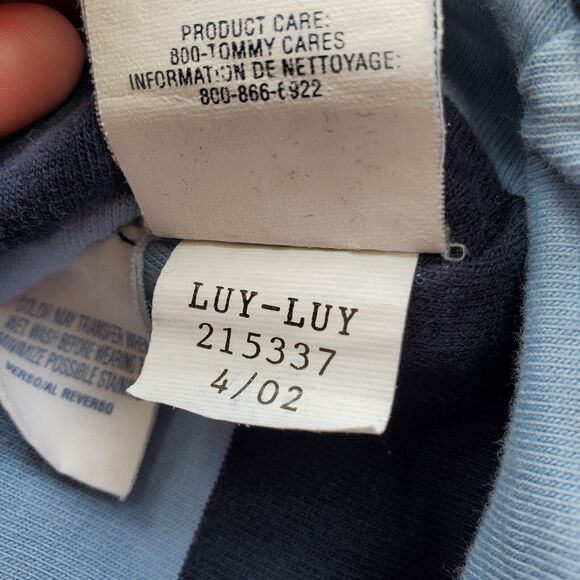 PRODUCT CARE:
800-TOMMY CARES
INFORMATION DE NETTOYAGE:
800-866-6922
LUY-LUY
215337
4/02
COLOR MAY TRANSFER WHEN
WET. WASH BEFORE WEARING
MINIMIZE POSSIBLE STAIN
VERSO/AL REVERSO